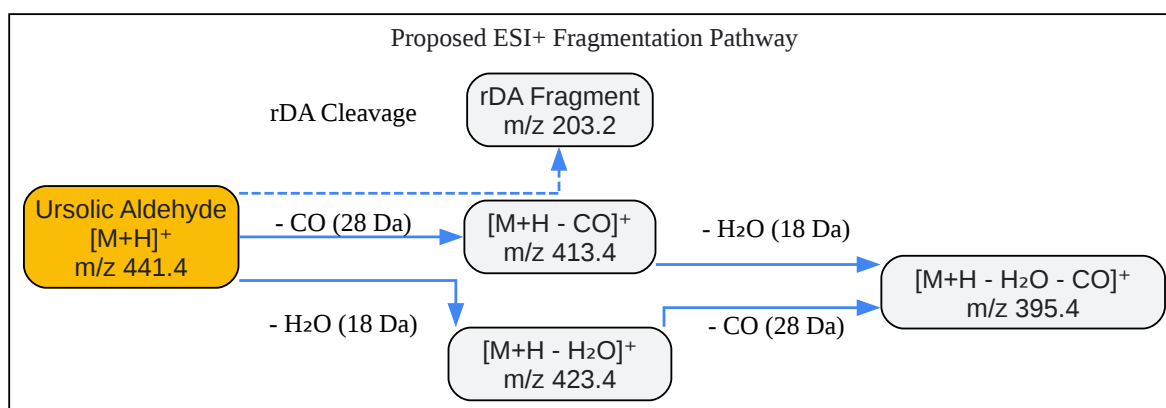 Proposed ESI+ Fragmentation Pathway
rDA Cleavage
rDA Fragment
m/z 203.2
Ursolic Aldehyde
[M+H]⁺
m/z 441.4
- CO (28 Da)
[M+H - CO]⁺
m/z 413.4
- H₂O (18 Da)
[M+H - H₂O - CO]⁺
m/z 395.4
- H₂O (18 Da)
[M+H - H₂O]⁺
m/z 423.4
- CO (28 Da)